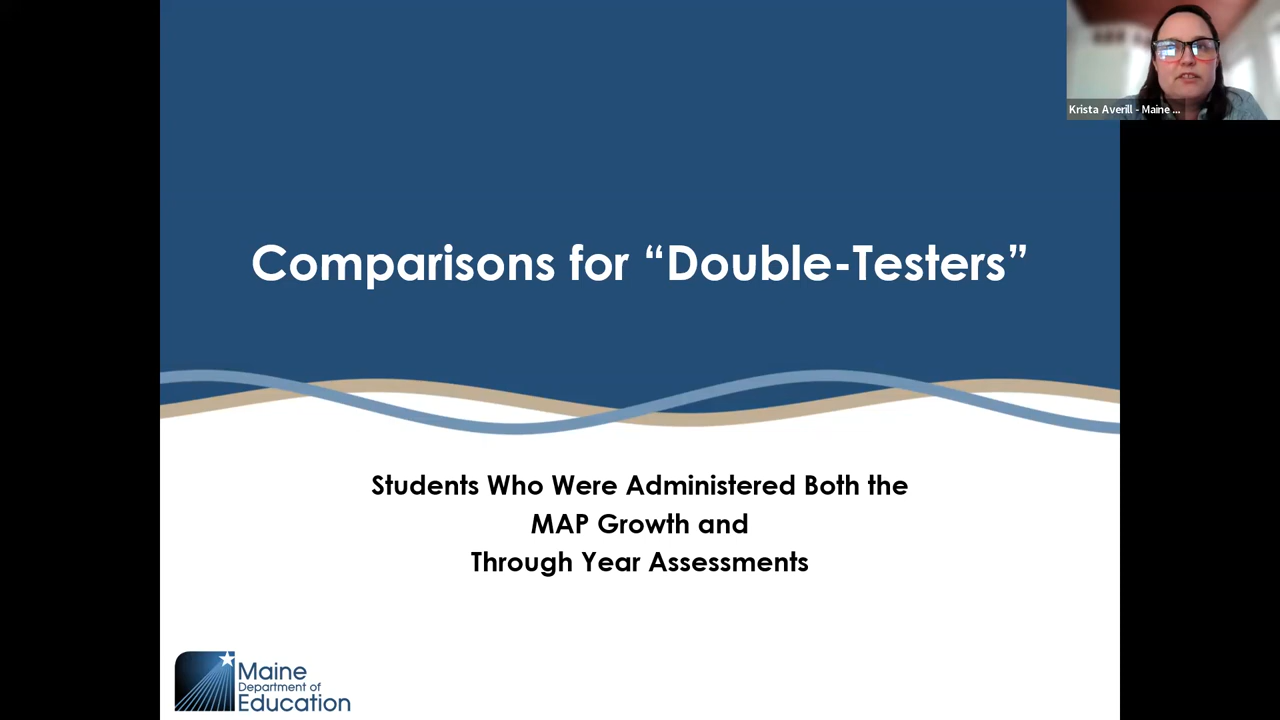 Krista Averill - Maine ...
Comparisons for “Double-Testers”
Students Who Were Administered Both the
MAP Growth and
Through Year Assessments
Maine
Department of
Education